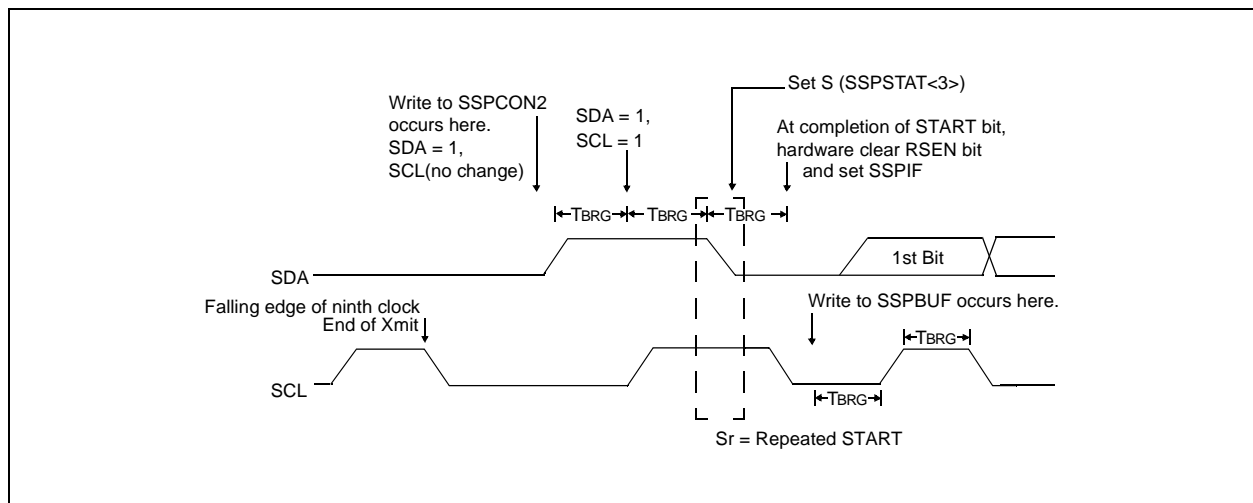 Set S (SSPSTAT<3>)
Write to SSPCON2
occurs here.
SDA = 1,
SCL(no change)
SDA = 1,
SCL = 1
At completion of START bit,
hardware clear RSEN bit
and set SSPIF
TBRG
TBRG
TBRG
SDA
1st Bit
Falling edge of ninth clock
End of Xmit
Write to SSPBUF occurs here.
TBRG
SCL
TBRG
Sr = Repeated START